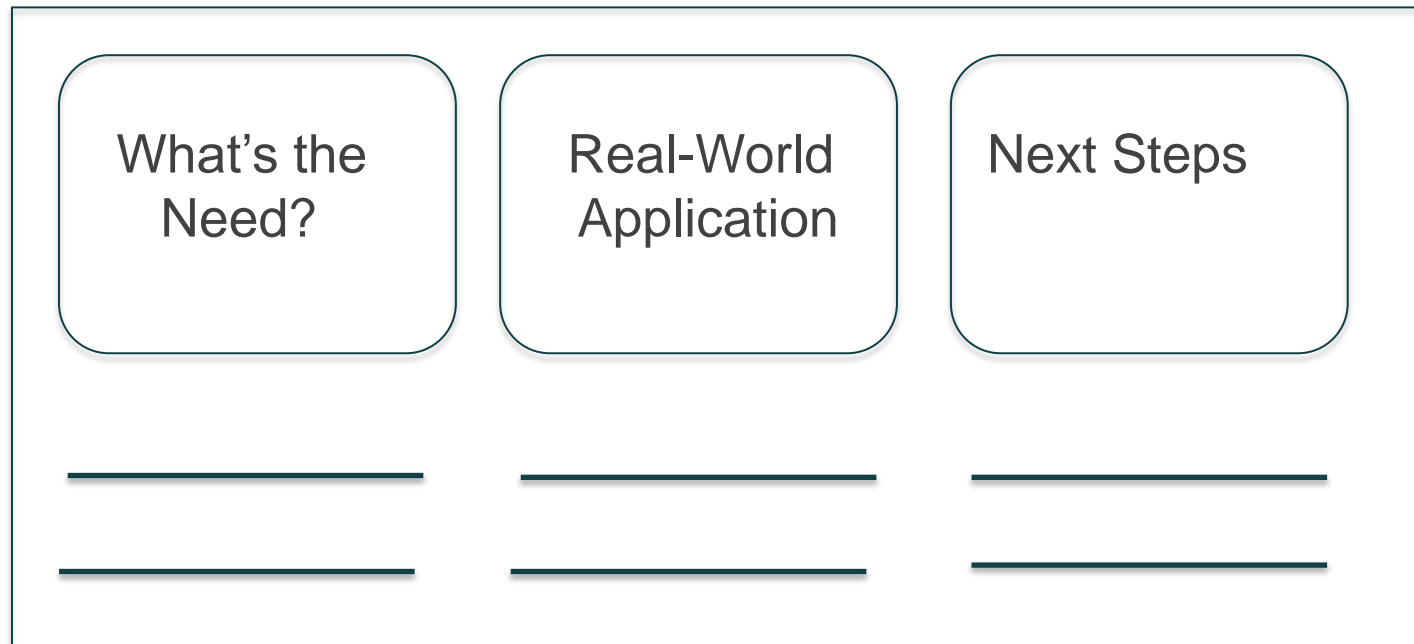 What’s the
Need?
Real-World
Application
Next Steps